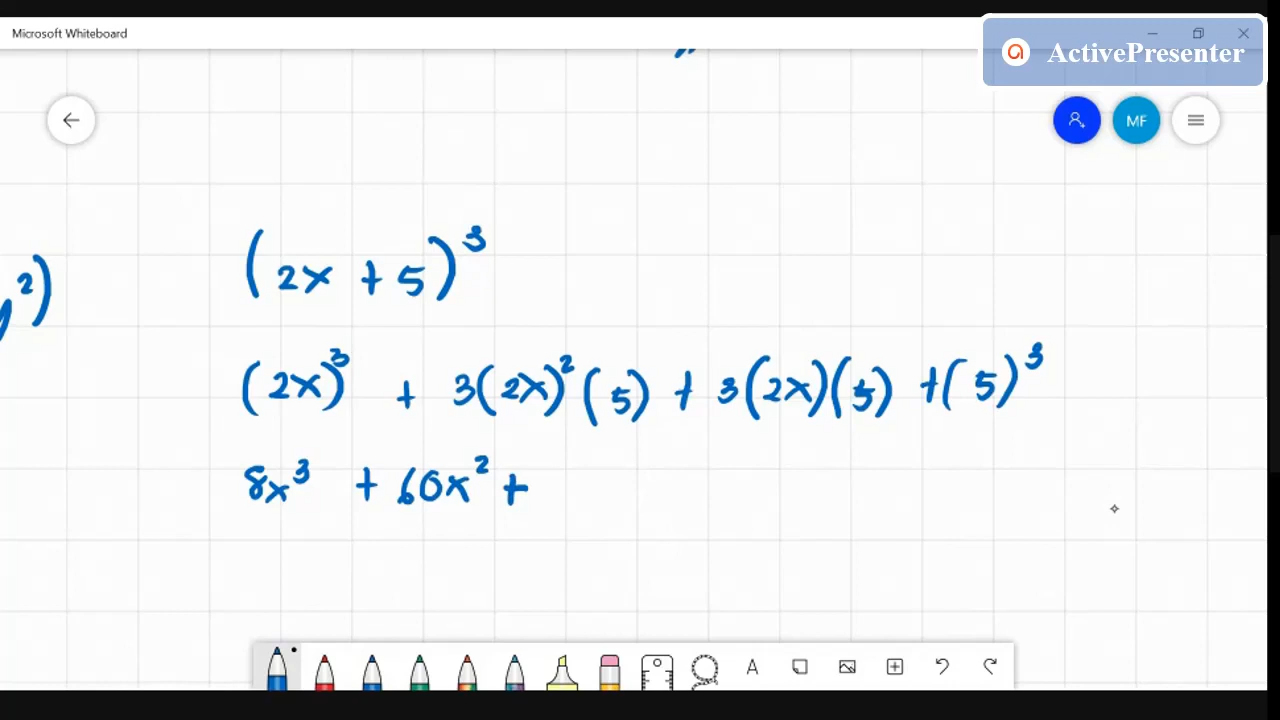 Microsoft Whiteboard
ActivePresenter
MF
y²)
(2x + 5)³
(2x)³ + 3(2x)²(5) + 3(2x)(5) + (5)³
8x³ + 60x² +
A